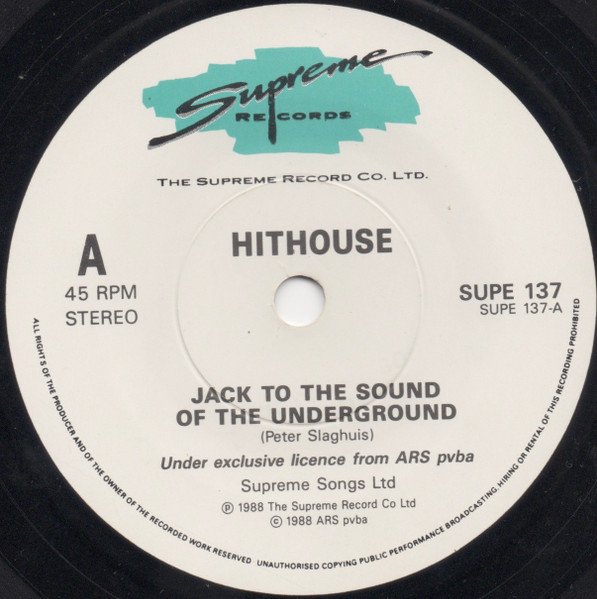 Supreme
RECORDS
THE SUPREME RECORD CO. LTD.
HITHOUSE
A
45 RPM
STEREO
SUPE 137
SUPE 137-A
JACK TO THE SOUND
OF THE UNDERGROUND
(Peter Slaghuis)
Under exclusive licence from ARS pvba
Supreme Songs Ltd
℗ 1988 The Supreme Record Co Ltd
© 1988 ARS pvba
ALL RIGHTS OF THE PRODUCER AND OF THE OWNER OF THE RECORDED WORK RESERVED UNAUTHORISED COPYING PUBLIC PERFORMANCE BROADCASTING, HIRING OR RENTAL OF THIS RECORDING PROHIBITED